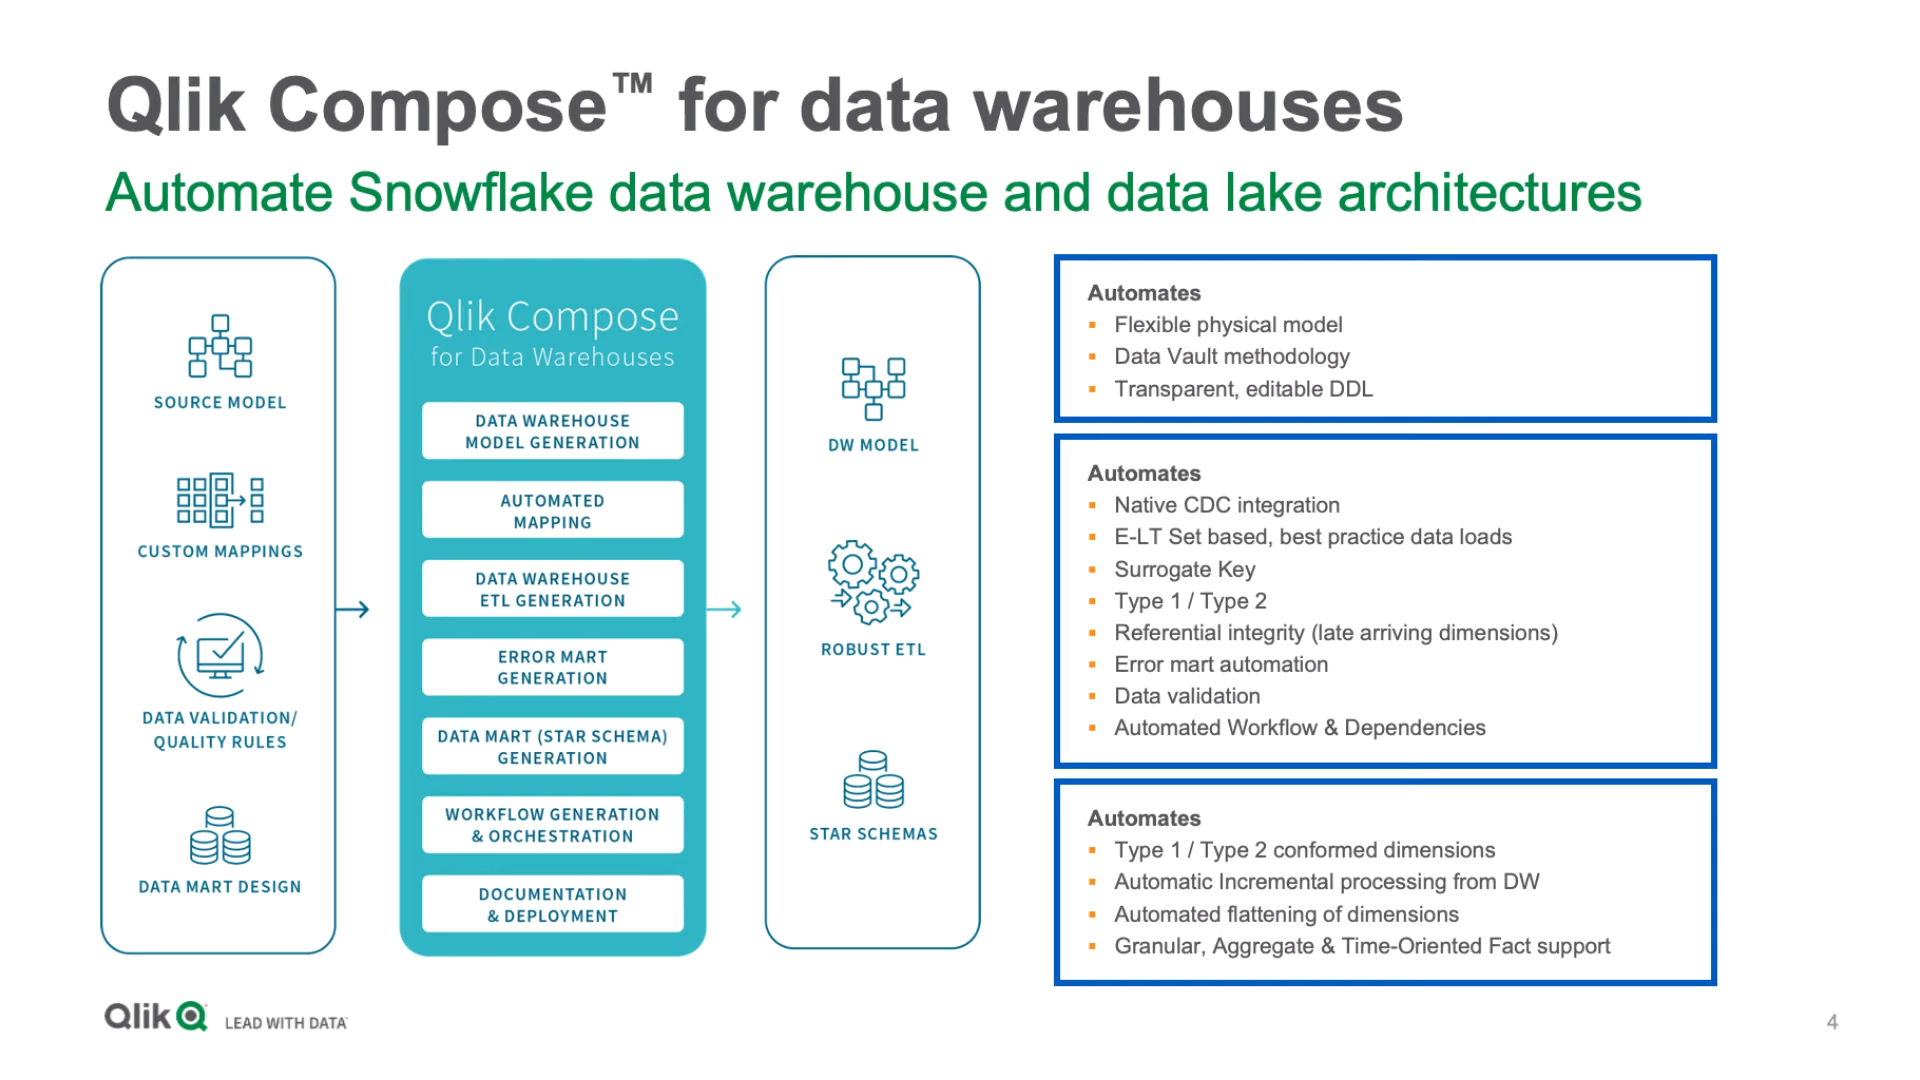 Qlik Compose™ for data warehouses
Automate Snowflake data warehouse and data lake architectures
SOURCE MODEL
CUSTOM MAPPINGS
DATA VALIDATION/
QUALITY RULES
DATA MART DESIGN
Qlik Compose
for Data Warehouses
DATA WAREHOUSE
MODEL GENERATION
AUTOMATED
MAPPING
DATA WAREHOUSE
ETL GENERATION
ERROR MART
GENERATION
DATA MART (STAR SCHEMA)
GENERATION
WORKFLOW GENERATION
& ORCHESTRATION
DOCUMENTATION
& DEPLOYMENT
DW MODEL
ROBUST ETL
STAR SCHEMAS
Automates
▪ Flexible physical model
▪ Data Vault methodology
▪ Transparent, editable DDL
Automates
▪ Native CDC integration
▪ E-LT Set based, best practice data loads
▪ Surrogate Key
▪ Type 1 / Type 2
▪ Referential integrity (late arriving dimensions)
▪ Error mart automation
▪ Data validation
▪ Automated Workflow & Dependencies
Automates
▪ Type 1 / Type 2 conformed dimensions
▪ Automatic Incremental processing from DW
▪ Automated flattening of dimensions
▪ Granular, Aggregate & Time-Oriented Fact support
Qlik LEAD WITH DATA
4